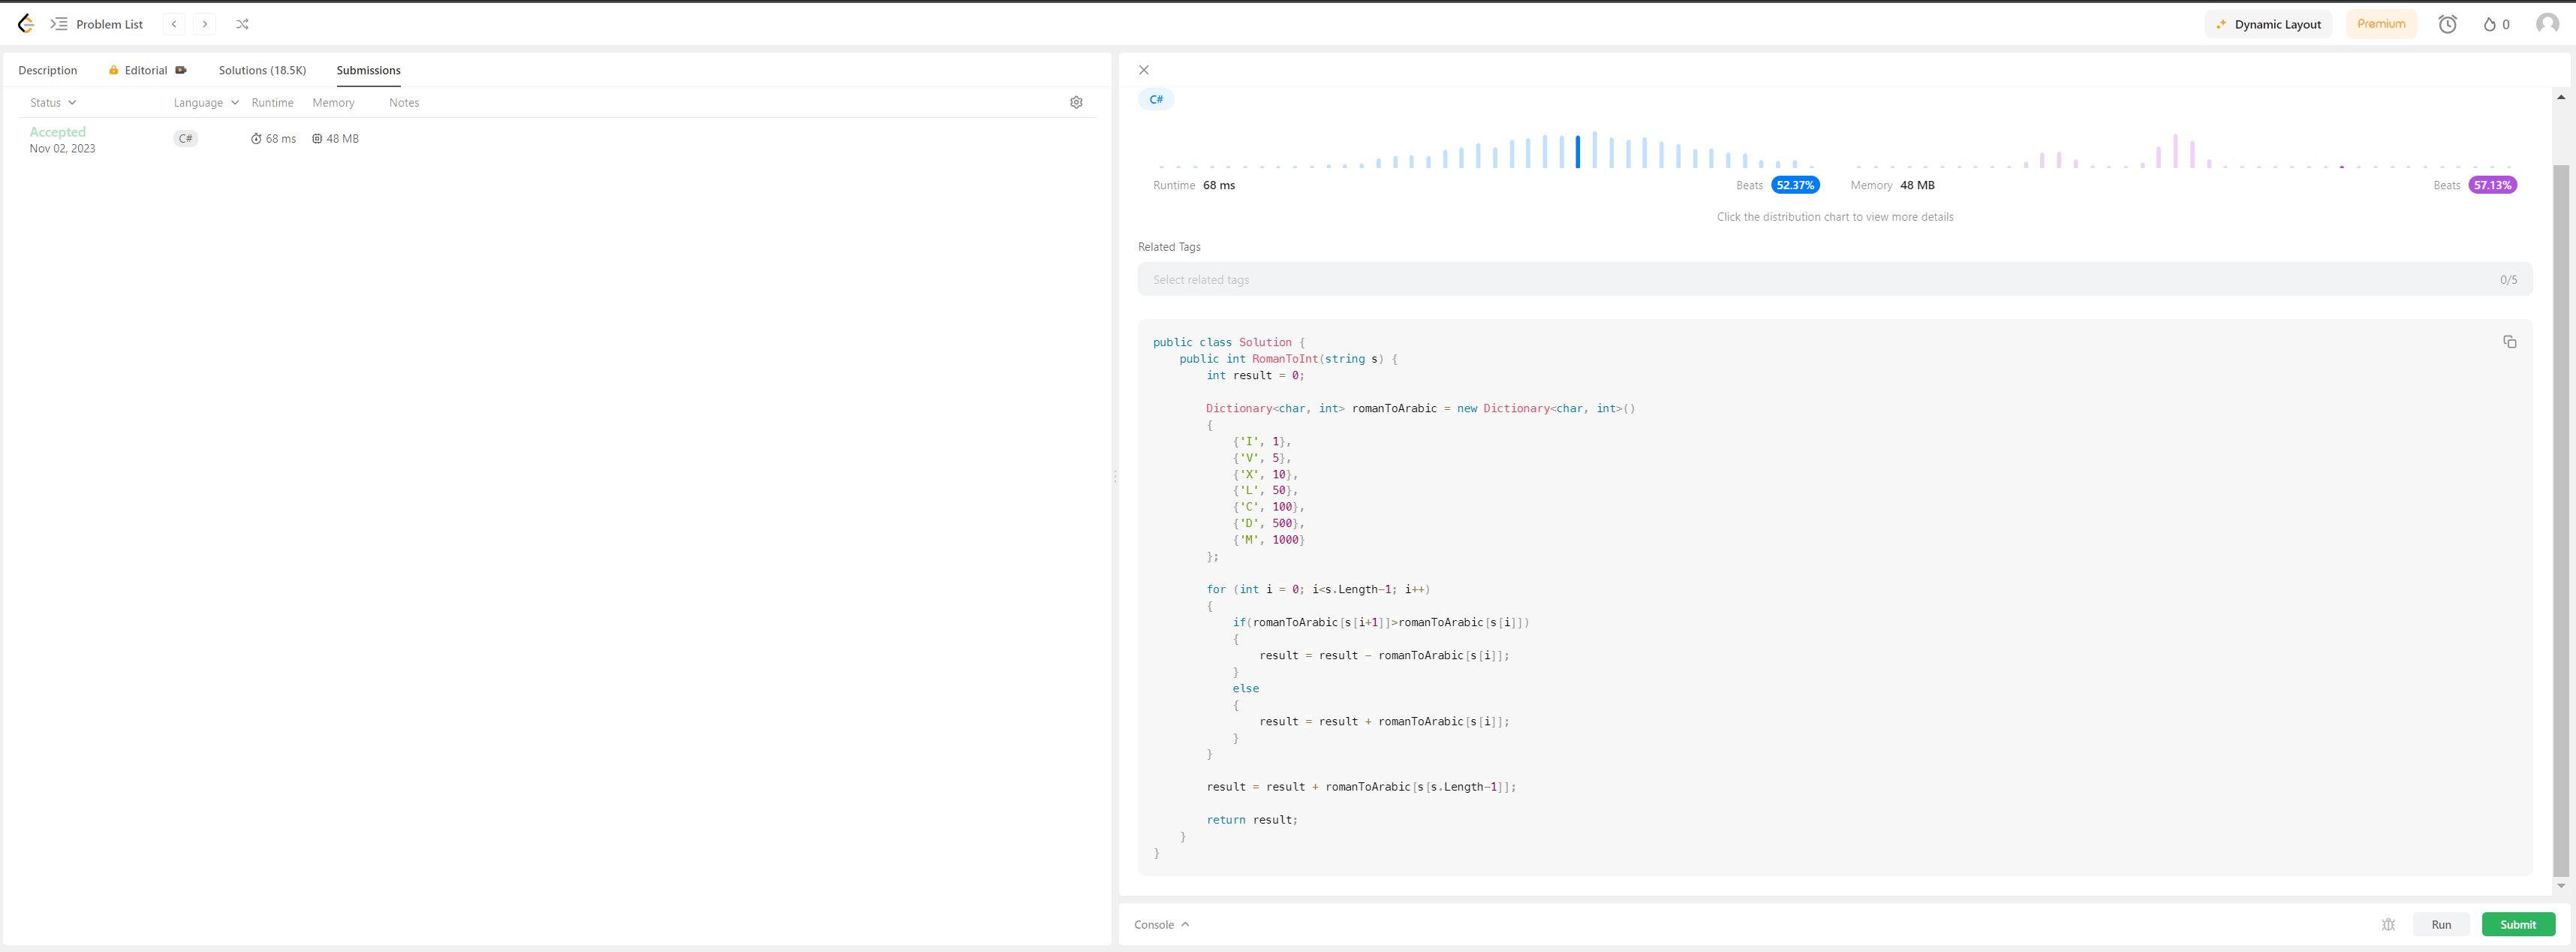 Problem List
Dynamic Layout
Premium
0
Description
Editorial
Solutions (18.5K)
Submissions
Status
Language
Runtime
Memory
Notes
Accepted
Nov 02, 2023
C#
68 ms
48 MB
C#
Runtime 68 ms
Beats 52.37%
Memory 48 MB
Beats 57.13%
Click the distribution chart to view more details
Related Tags
Select related tags
0/5
public class Solution {
    public int RomanToInt(string s) {
        int result = 0;

        Dictionary<char, int> romanToArabic = new Dictionary<char, int>()
        {
            {'I', 1},
            {'V', 5},
            {'X', 10},
            {'L', 50},
            {'C', 100},
            {'D', 500},
            {'M', 1000}
        };

        for (int i = 0; i<s.Length-1; i++)
        {
            if(romanToArabic[s[i+1]]>romanToArabic[s[i]])
            {
                result = result - romanToArabic[s[i]];
            }
            else
            {
                result = result + romanToArabic[s[i]];
            }
        }

        result = result + romanToArabic[s[s.Length-1]];

        return result;
    }
}
Console
Run
Submit